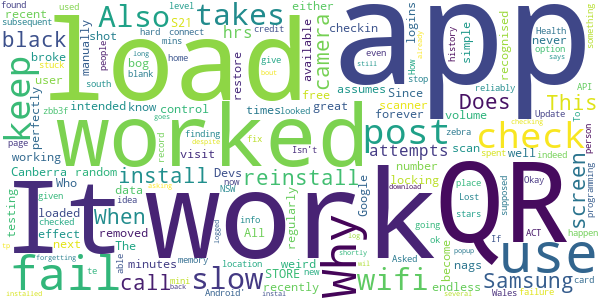 load
app
It
work
worked
QR
use
fail
post
check
Why
wifi
slow
keep
Also
takes
install
reinstall
camera
screen
Samsung
black
Does
This
call
When
hrs
attempts
logins
simple
scanner
checkin
recognised
locking
number
regularly
endless
recently
weird
minutes
random
Canberra
working
perfectly
testing
removed
loaded
effect
intended
manually
restore
available
forever
assumes
Since
never
option
history
visit
Google
STORE
Devs
finding
control
volume
zebra
reliably
programming
person
supposed
Wales
failure
become
nags
popup
Update
Health
something
subsequent
recent
user
stuck
broke
shot
bog
blank
south
hard
connect
home
mins
S21
either
level
credit
people
give
free
great
times
looked
fix
know
record
despite
zbb3f
Who
data
checked
given
next
The
All
idea
NSW
info
location
memory
logged
Android
shortly
Asked
download
going
Lost
stars
place
Okay
ACT
happen
card
spent
checking
API
says
still
even
stop
How
used
found
page
forgetting
installed
several
Isn't
indeed
well
scan
To
If
ok
new
now
able
back
mini
goes
long